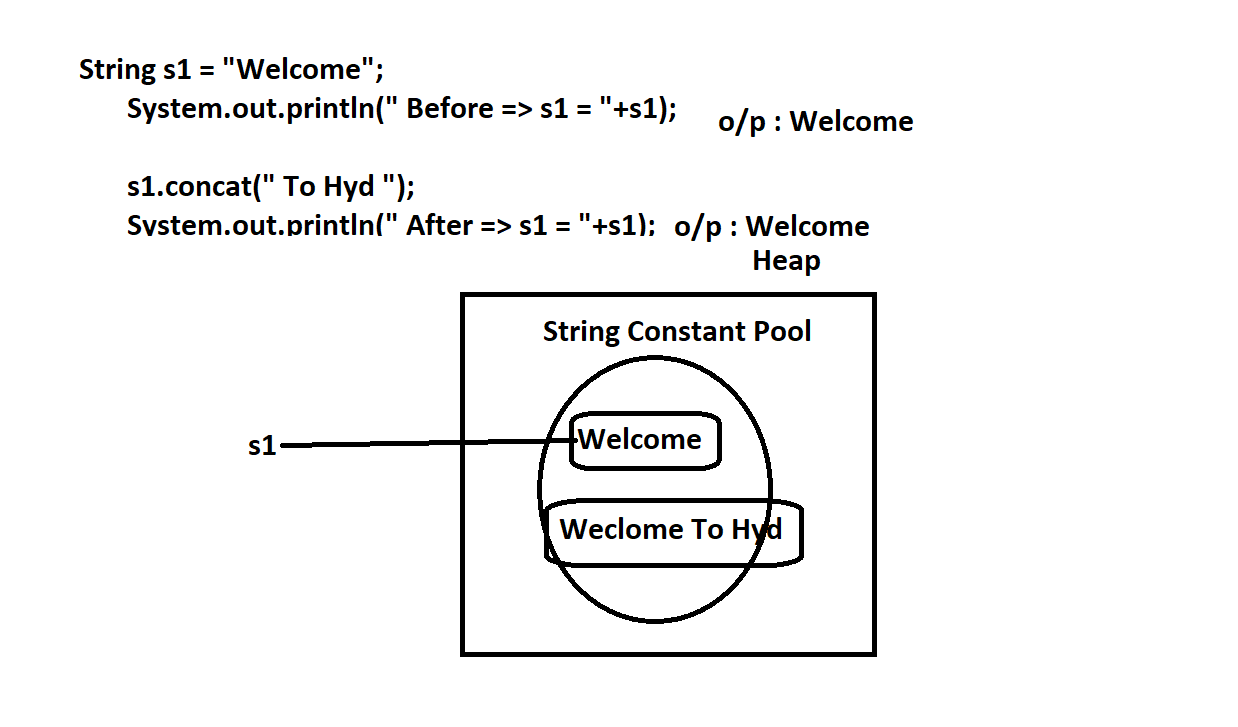 String s1 = "Welcome";
System.out.println(" Before => s1 = "+s1);
o/p : Welcome
s1.concat(" To Hyd ");
System.out.println(" After => s1 = "+s1);
o/p : Welcome
Heap
String Constant Pool
s1
Welcome
Weclome To Hyd